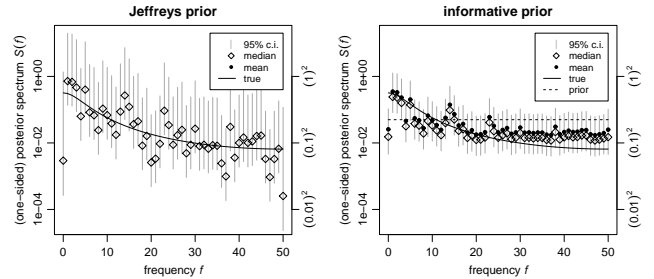 Jeffreys prior
(one−sided) posterior spectrum S(f)
1e+00
1e−02
1e−04
(1)²
(0.1)²
(0.01)²
95% c.i.
median
mean
true
0 10 20 30 40 50
frequency f
informative prior
(one−sided) posterior spectrum S(f)
1e+00
1e−02
1e−04
(1)²
(0.1)²
(0.01)²
95% c.i.
median
mean
true
prior
0 10 20 30 40 50
frequency f